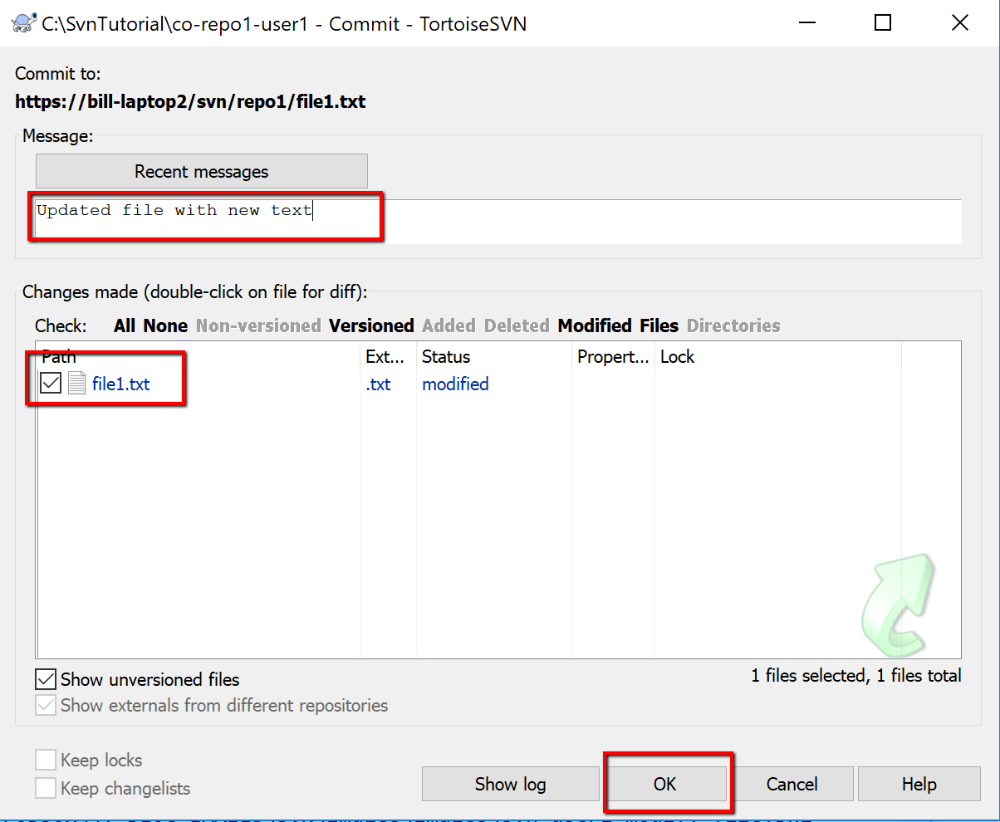 C:\SvnTutorial\co-repo1-user1 - Commit - TortoiseSVN
Commit to:
https://bill-laptop2/svn/repo1/file1.txt
Message:
Recent messages
Updated file with new text
Changes made (double-click on file for diff):
Check: All None Non-versioned Versioned Added Deleted Modified Files Directories
Path Ext... Status Propert... Lock
file1.txt .txt modified
Show unversioned files 1 files selected, 1 files total
Show externals from different repositories
Keep locks
Keep changelists
Show log OK Cancel Help